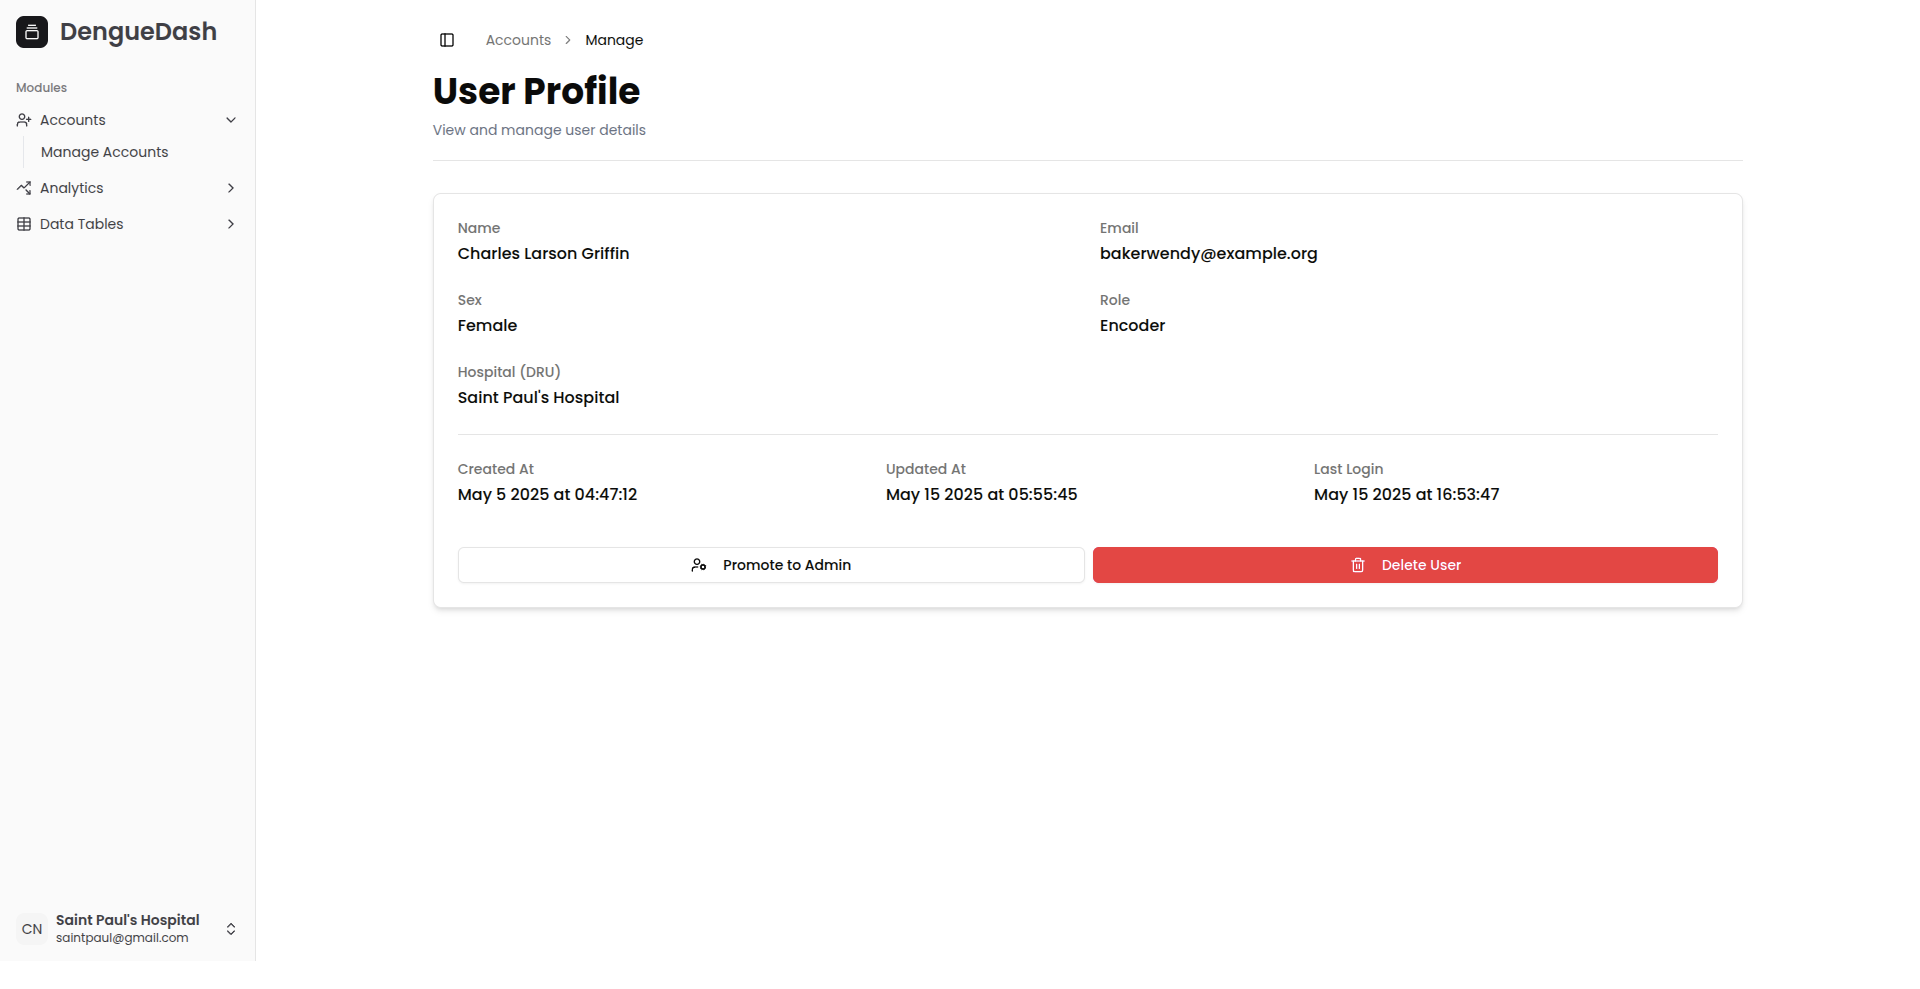 DengueDash
Modules
Accounts
Manage Accounts
Analytics
Data Tables
CN
Saint Paul's Hospital
saintpaul@gmail.com
Accounts > Manage
User Profile
View and manage user details
Name
Charles Larson Griffin
Email
bakerwendy@example.org
Sex
Female
Role
Encoder
Hospital (DRU)
Saint Paul's Hospital
Created At
May 5 2025 at 04:47:12
Updated At
May 15 2025 at 05:55:45
Last Login
May 15 2025 at 16:53:47
Promote to Admin
Delete User